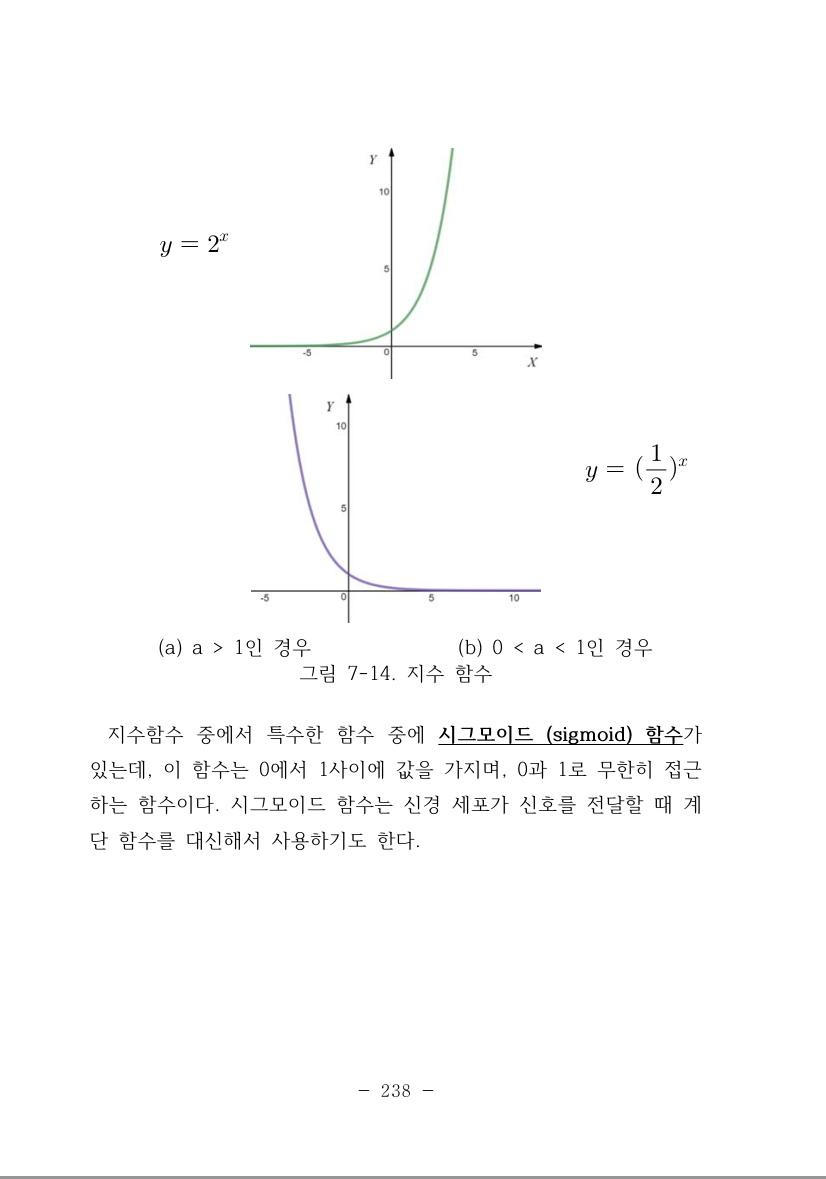 Y
10
y = 2^x
5
-5 0 5
X
Y
10
y = (1/2)^x
5
-5 0 5 10
(a) a > 1인 경우 (b) 0 < a < 1인 경우
그림 7-14. 지수 함수
지수함수 중에서 특수한 함수 중에 시그모이드 (sigmoid) 함수가
있는데, 이 함수는 0에서 1사이에 값을 가지며, 0과 1로 무한히 접근
하는 함수이다. 시그모이드 함수는 신경 세포가 신호를 전달할 때 계
단 함수를 대신해서 사용하기도 한다.
- 238 -